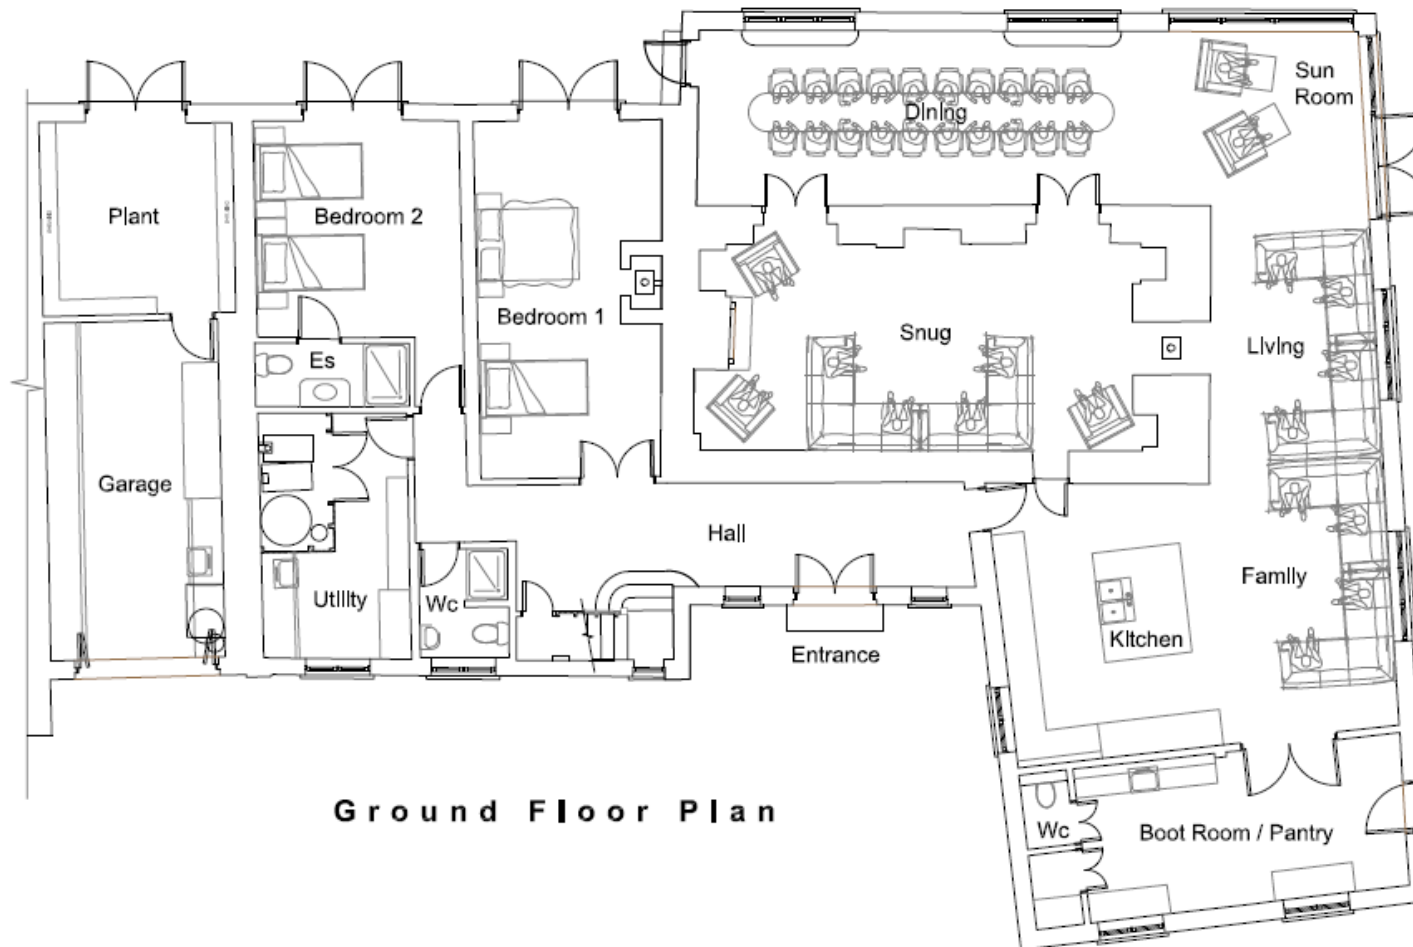 Sun
Room
Dining
Plant
Bedroom 2
Bedroom 1
Snug
Living
Es
Garage
Hall
Family
Utility
Wc
Kitchen
Entrance
Ground Floor Plan
Wc
Boot Room / Pantry